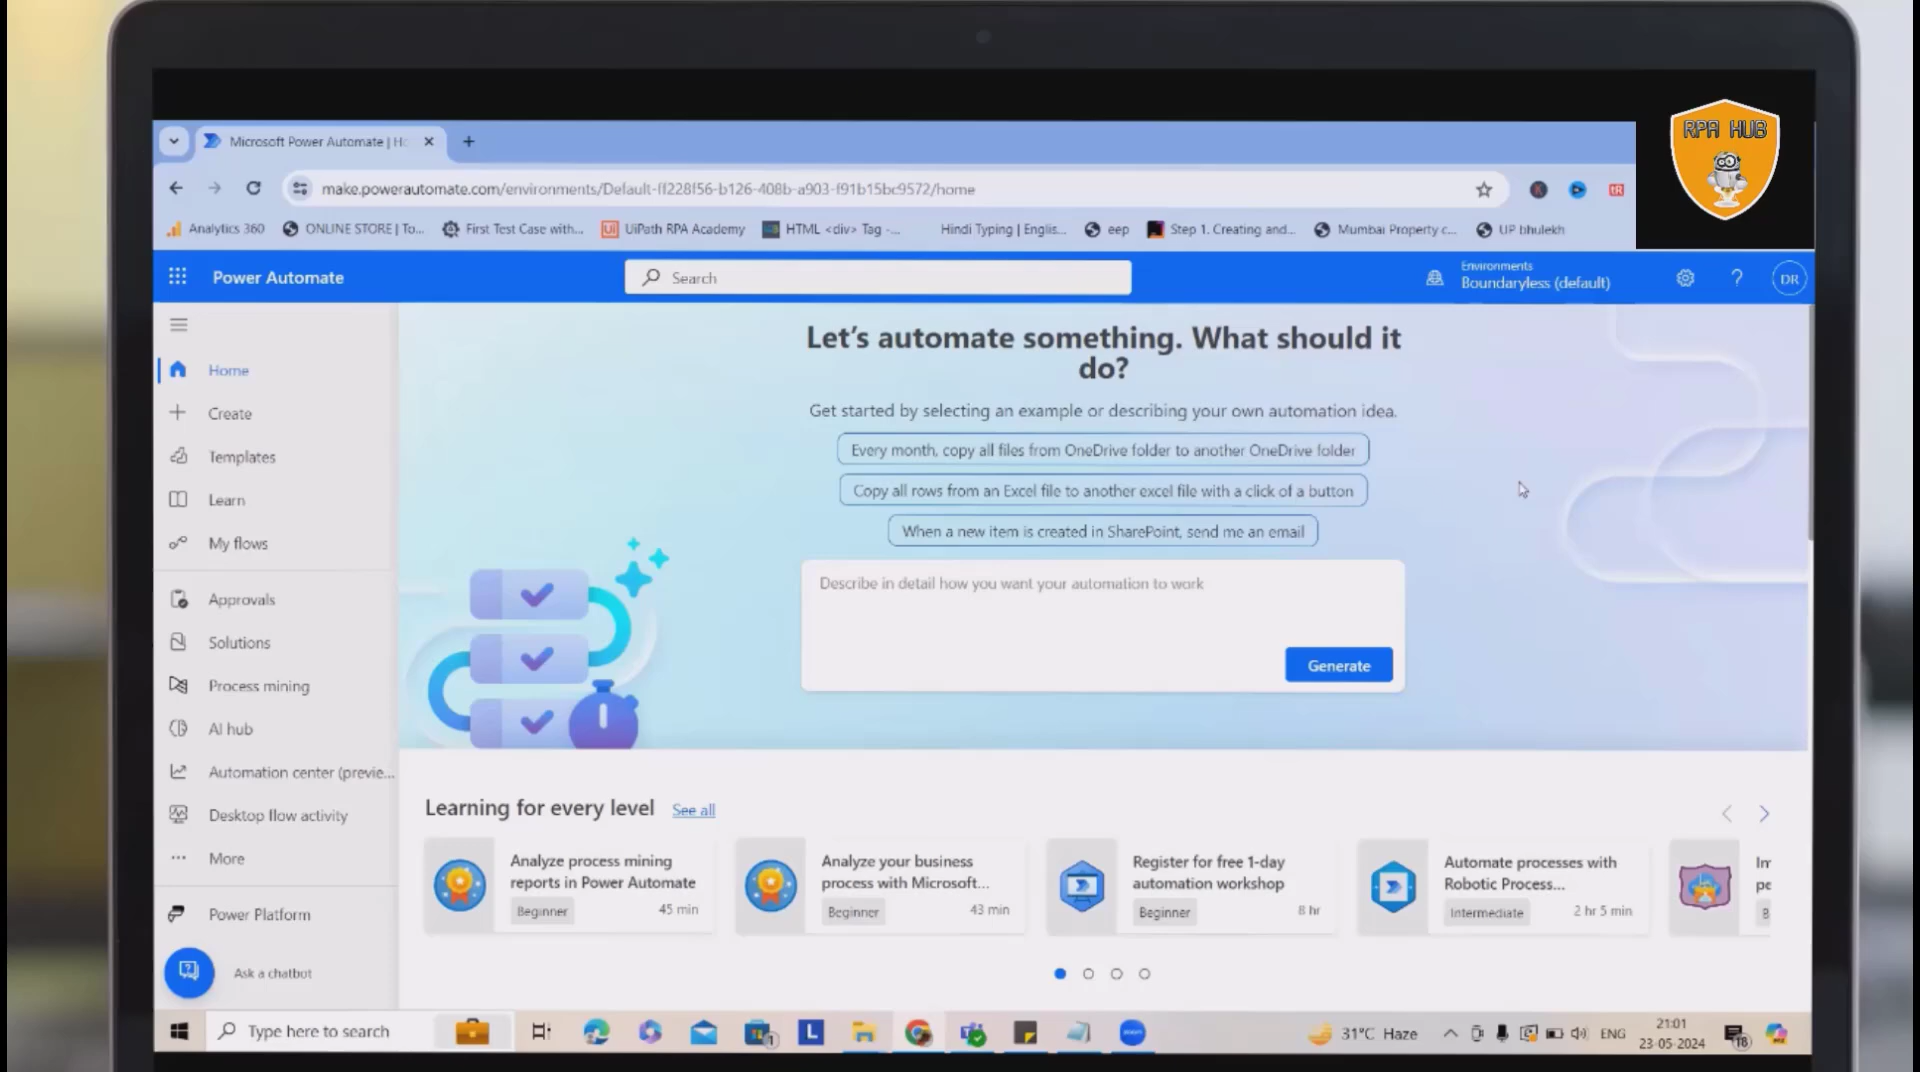 RPA HUB
Microsoft Power Automate | Ho
make.powerautomate.com/environments/Default-ff228f56-b126-408b-a903-f91b15bc9572/home
Analytics 360
ONLINE STORE | To...
First Test Case with...
UiPath RPA Academy
HTML <div> Tag -...
Hindi Typing | Englis...
eep
Step 1. Creating and...
Mumbai Property c...
UP bhulekh
Power Automate
Search
Environments
Boundaryless (default)
?
DR
Home
Create
Templates
Learn
My flows
Approvals
Solutions
Process mining
AI hub
Automation center (previe...
Desktop flow activity
More
Power Platform
Ask a chatbot
Let's automate something. What should it
do?
Get started by selecting an example or describing your own automation idea.
Every month, copy all files from OneDrive folder to another OneDrive folder
Copy all rows from an Excel file to another excel file with a click of a button
When a new item is created in SharePoint, send me an email
Describe in detail how you want your automation to work
Generate
Learning for every level
See all
Analyze process mining
reports in Power Automate
Beginner
45 min
Analyze your business
process with Microsoft...
Beginner
43 min
Register for free 1-day
automation workshop
Beginner
8 hr
Automate processes with
Robotic Process...
Intermediate
2 hr 5 min
Type here to search
31°C Haze
ENG
21:01
23-05-2024
18